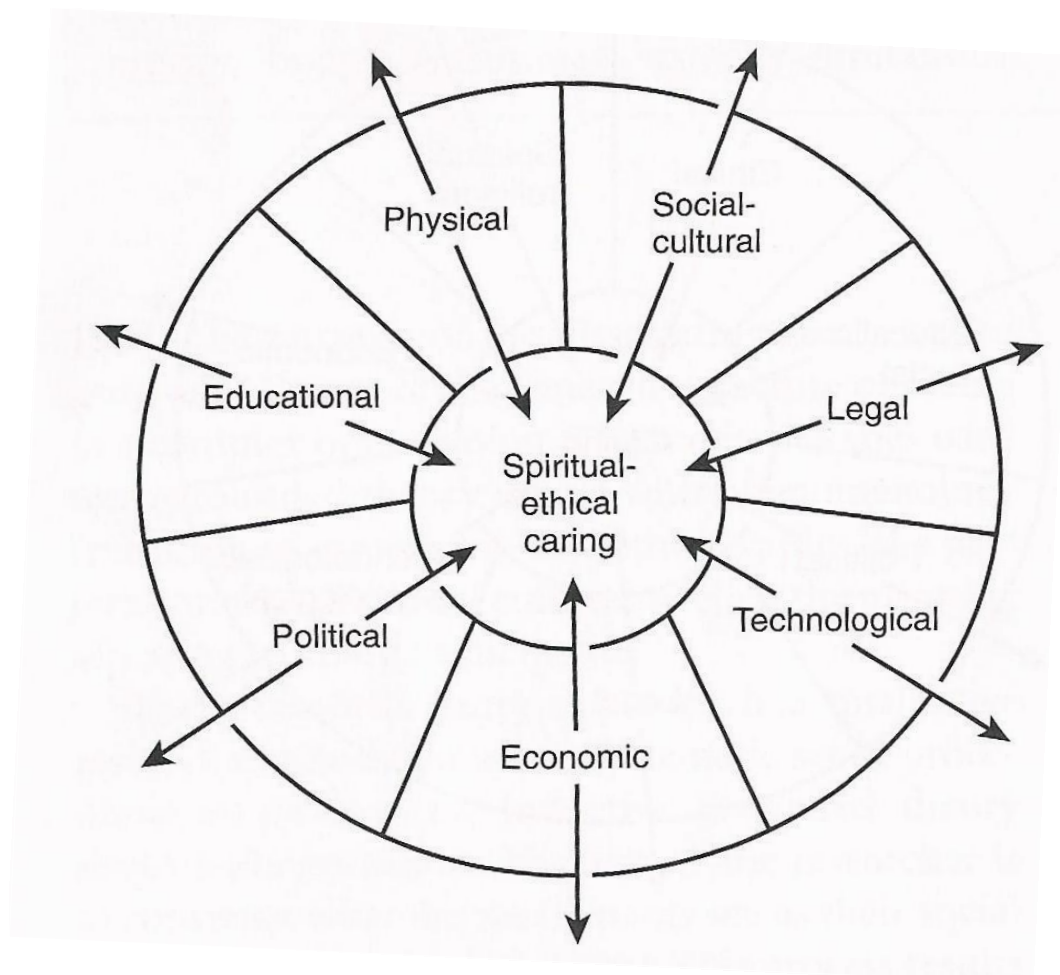 Physical
Social-
cultural
Educational
Legal
Spiritual-
ethical
caring
Political
Technological
Economic